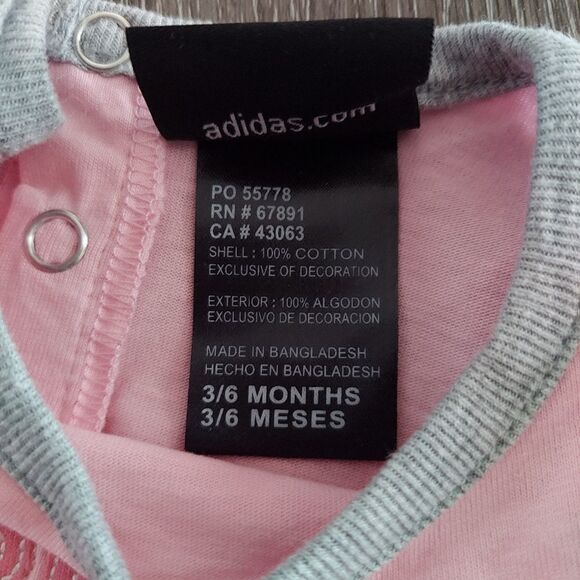 adidas.com
PO 55778
RN # 67891
CA # 43063
SHELL : 100% COTTON
EXCLUSIVE OF DECORATION
EXTERIOR : 100% ALGODON
EXCLUSIVO DE DECORACION
MADE IN BANGLADESH
HECHO EN BANGLADESH
3/6 MONTHS
3/6 MESES